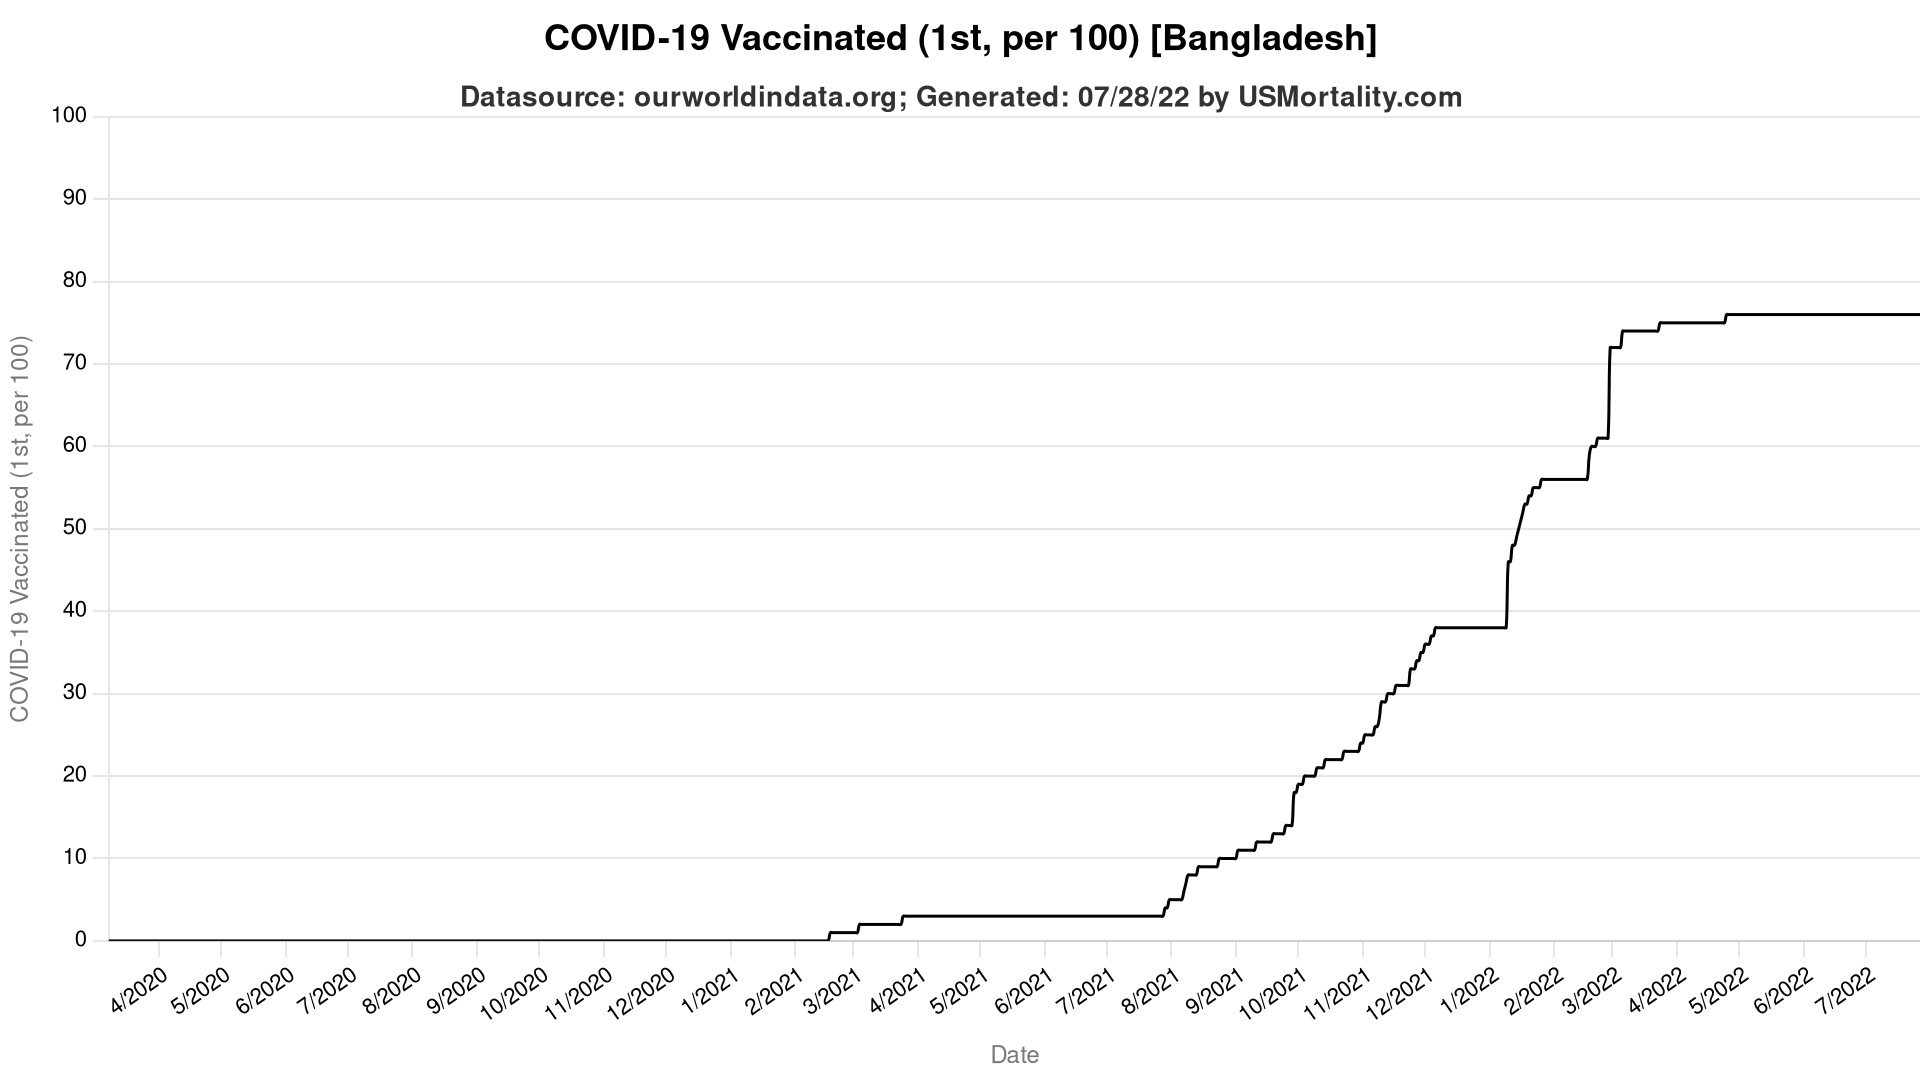 COVID-19 Vaccinated (1st, per 100) [Bangladesh]
Datasource: ourworldindata.org; Generated: 07/28/22 by USMortality.com
COVID-19 Vaccinated (1st, per 100)
100
90
80
70
60
50
40
30
20
10
0
4/2020 5/2020 6/2020 7/2020 8/2020 9/2020 10/2020 11/2020 12/2020 1/2021 2/2021 3/2021 4/2021 5/2021 6/2021 7/2021 8/2021 9/2021 10/2021 11/2021 12/2021 1/2022 2/2022 3/2022 4/2022 5/2022 6/2022 7/2022
Date